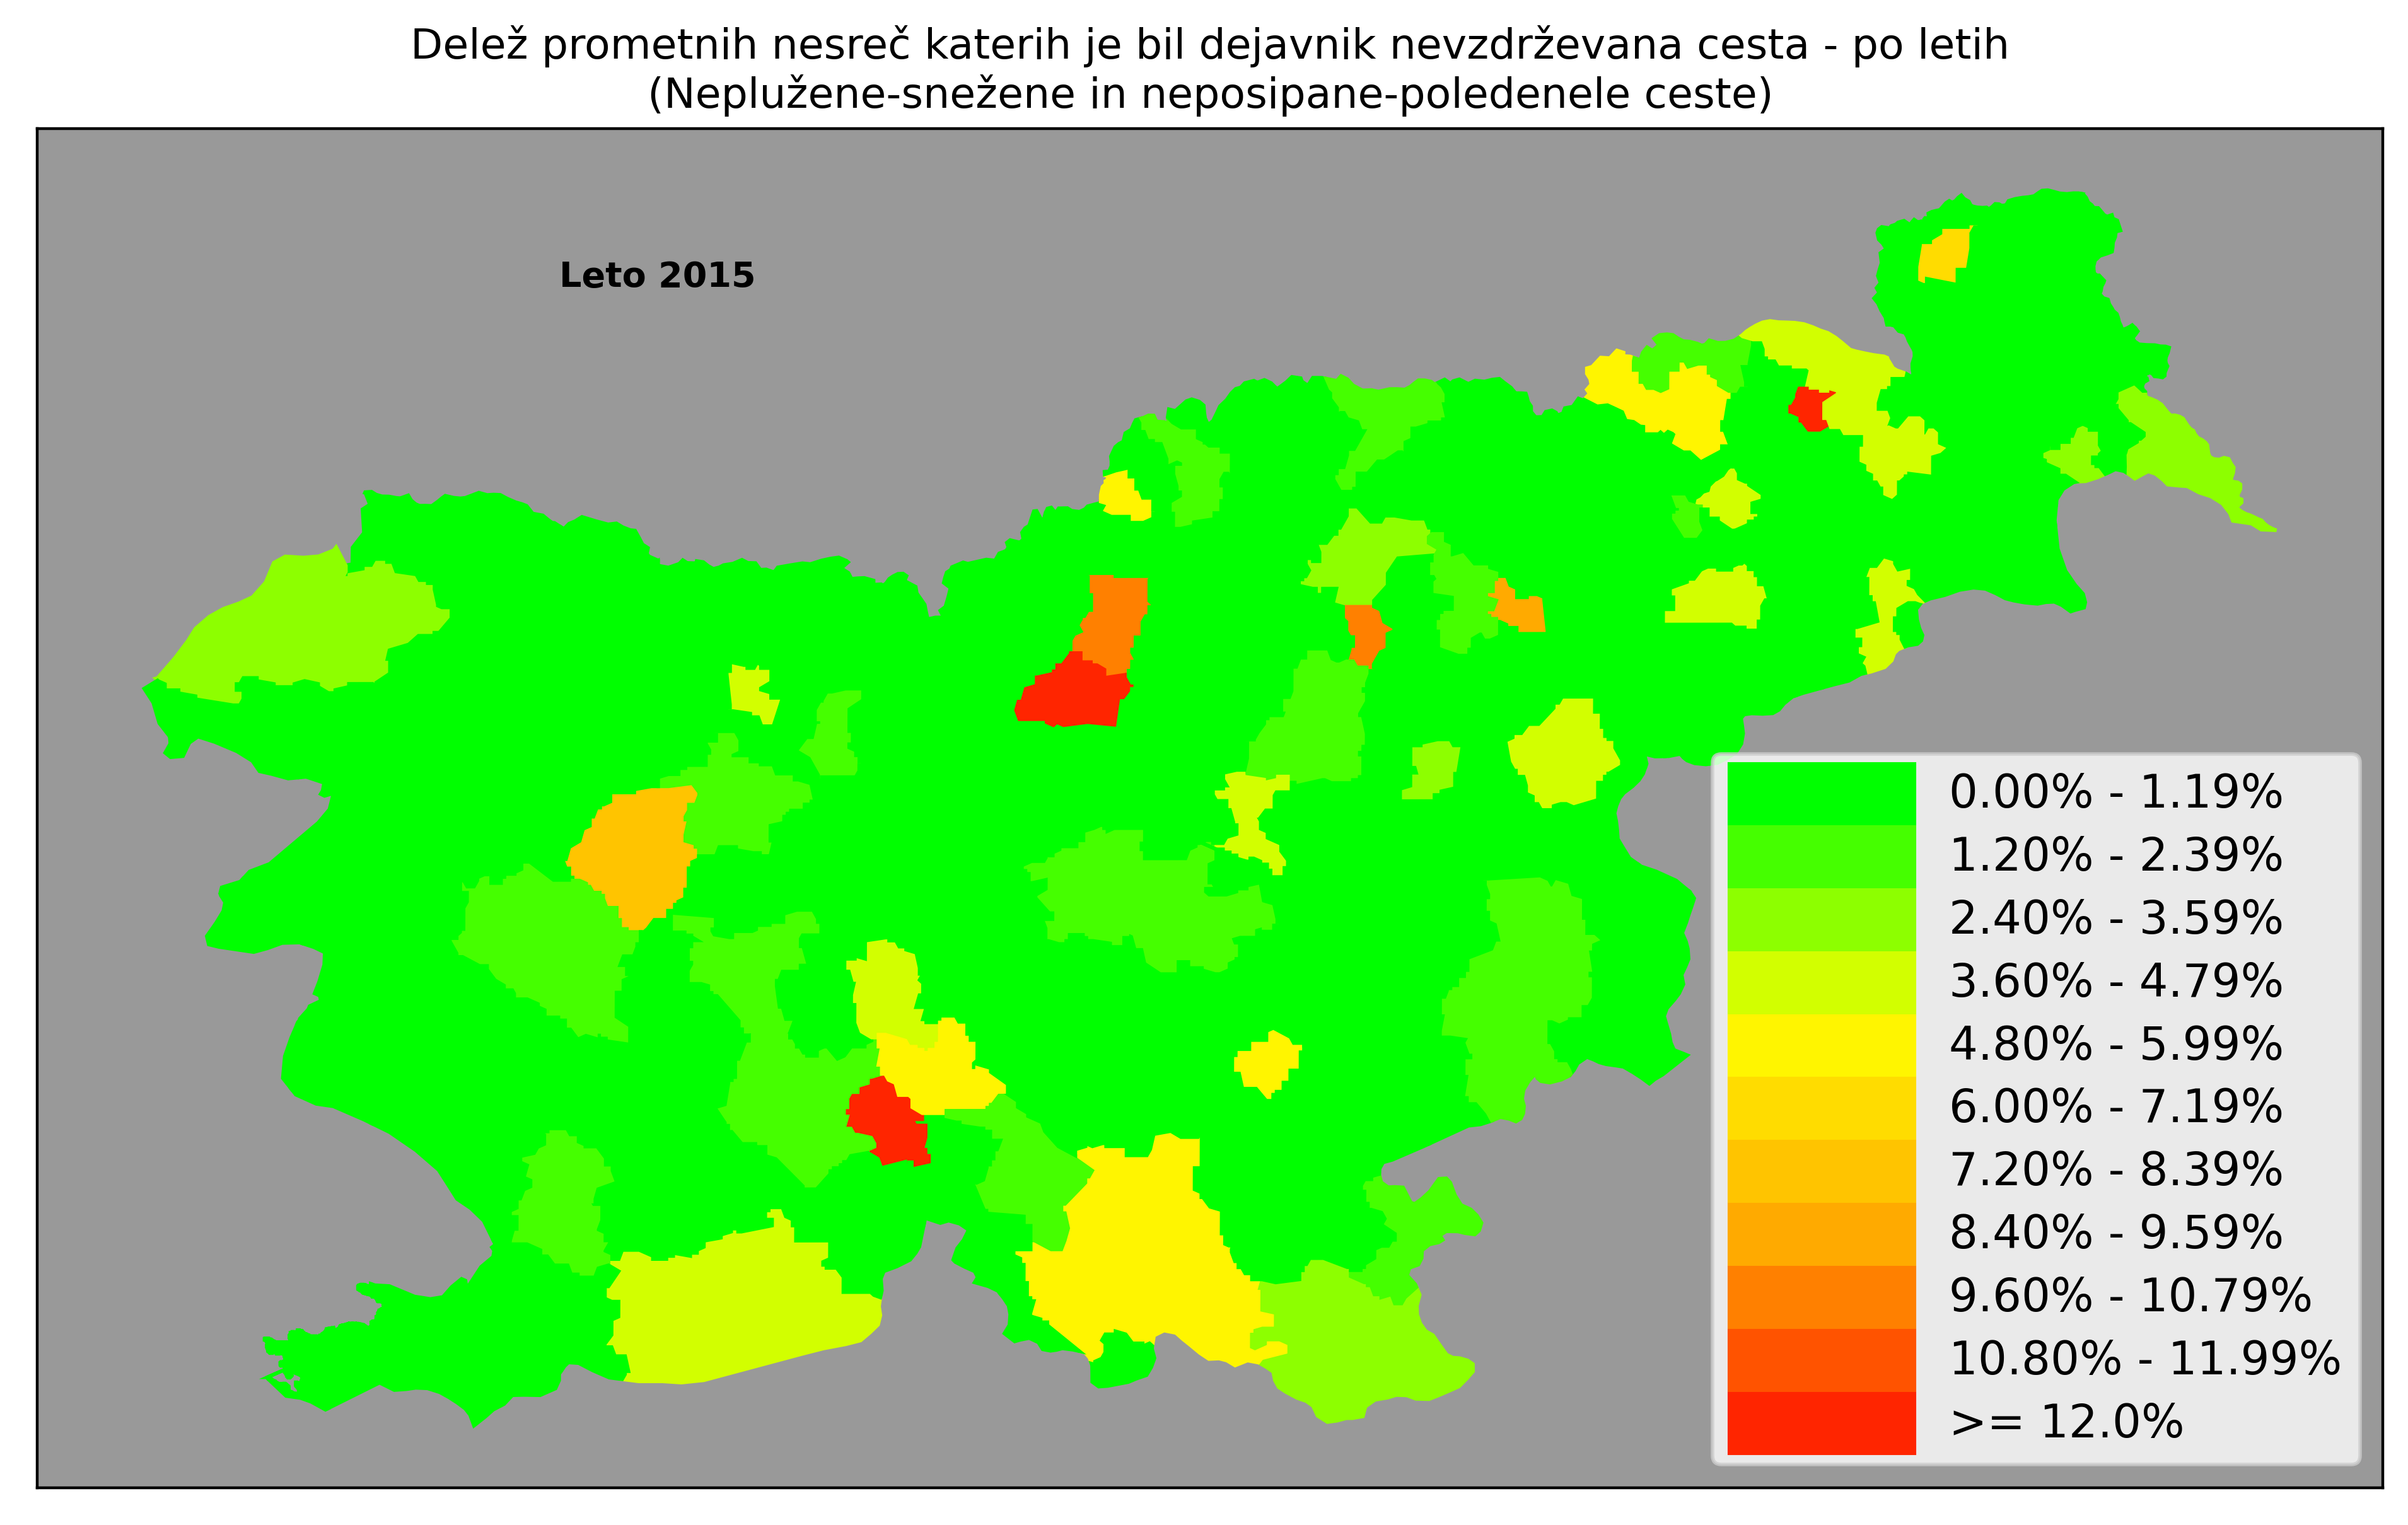 Delež prometnih nesreč katerih je bil dejavnik nevzdrževana cesta - po letih
(Neplužene-snežene in neposipane-poledenele ceste)
Leto 2015
0.00% - 1.19%
1.20% - 2.39%
2.40% - 3.59%
3.60% - 4.79%
4.80% - 5.99%
6.00% - 7.19%
7.20% - 8.39%
8.40% - 9.59%
9.60% - 10.79%
10.80% - 11.99%
>= 12.0%